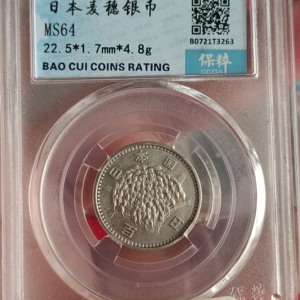 日本麦穗银币
MS64
22.5*1.7mm*4.8g
BAO CUI COINS RATING
B0721T3263
保粹
日本国
百円